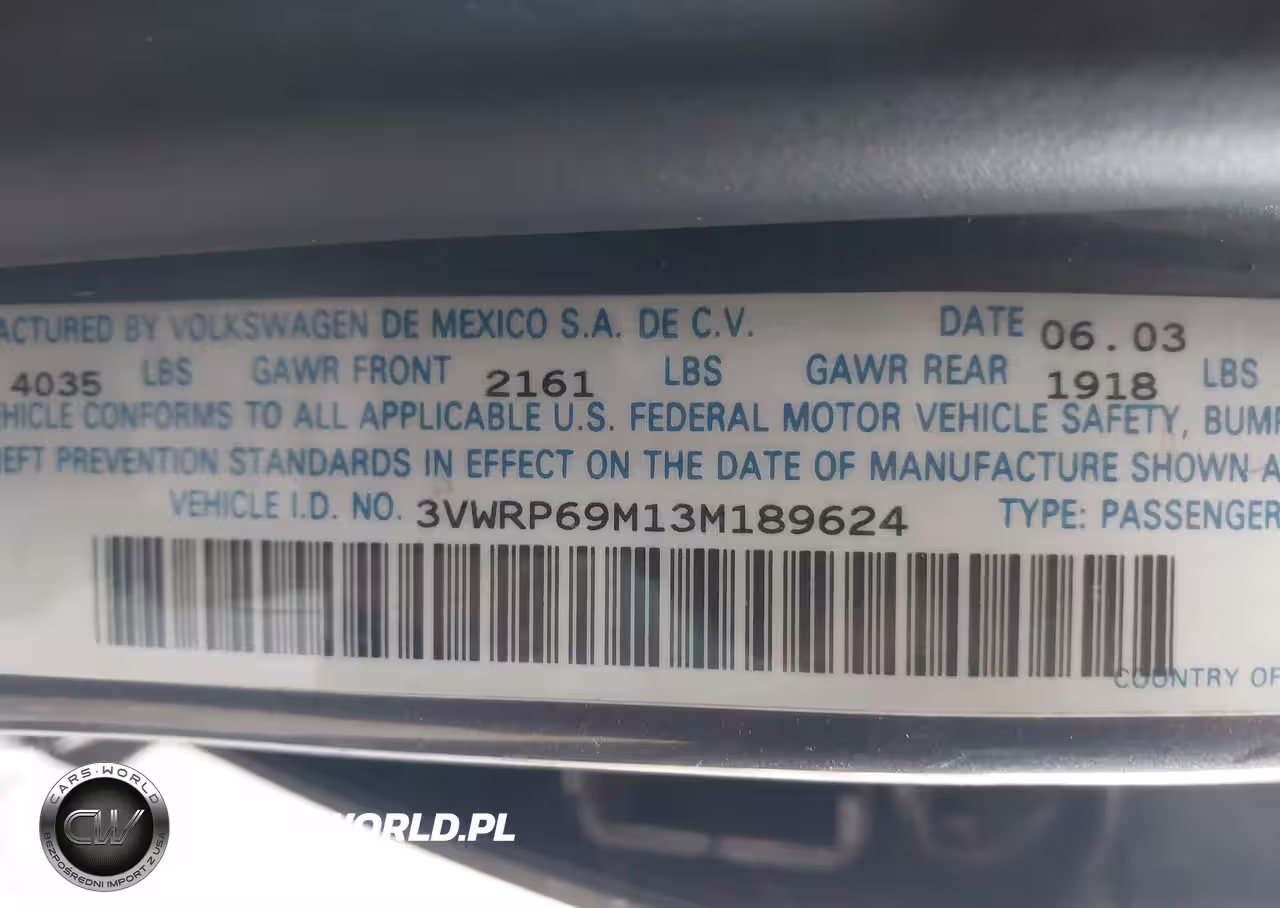 ACTURED BY VOLKSWAGEN DE MEXICO S.A. DE C.V. DATE 06.03
4035 LBS GAWR FRONT 2161 LBS GAWR REAR 1918 LBS
EHICLE CONFORMS TO ALL APPLICABLE U.S. FEDERAL MOTOR VEHICLE SAFETY, BUMP
EFT PREVENTION STANDARDS IN EFFECT ON THE DATE OF MANUFACTURE SHOWN A
VEHICLE I.D. NO. 3VWRP69M13M189624 TYPE: PASSENGER
COUNTRY OF
CARS-WORLD
CW
BEZPOŚREDNI IMPORT Z USA
WORLD.PL